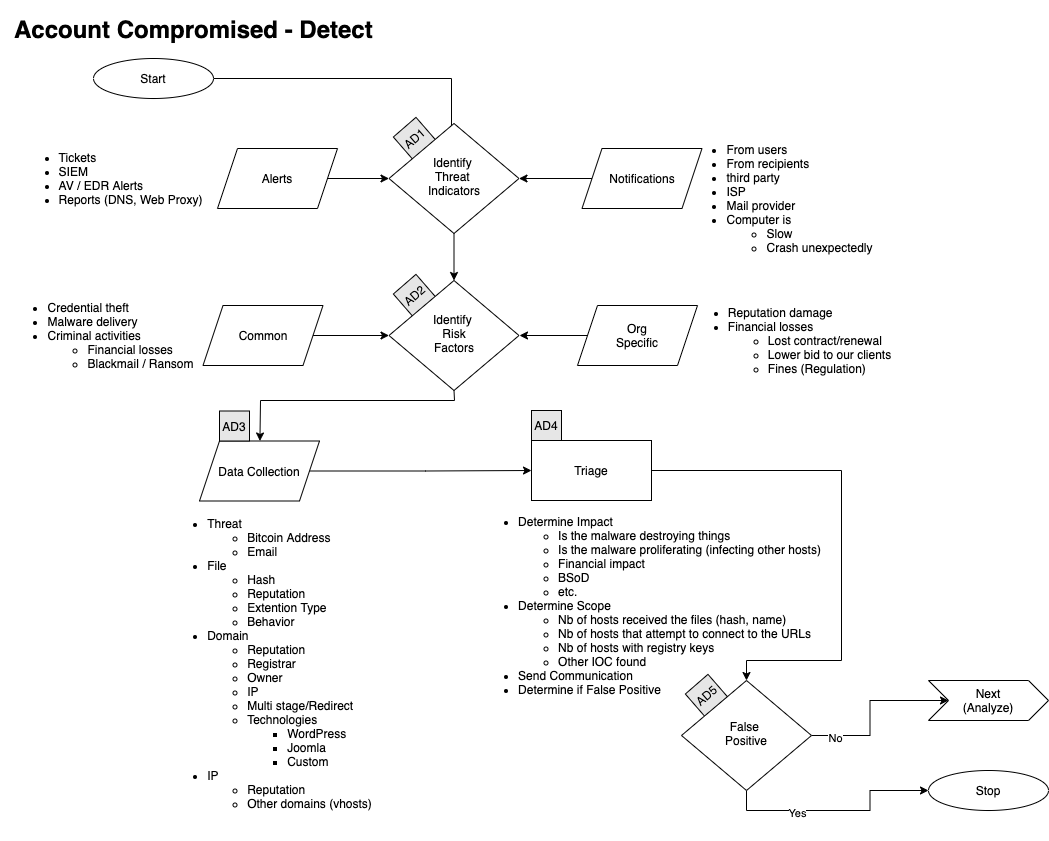 Account Compromised - Detect
Start
AD1
Identify
Threat
Indicators
Tickets
SIEM
AV / EDR Alerts
Reports (DNS, Web Proxy)
Alerts
Notifications
From users
From recipients
third party
ISP
Mail provider
Computer is
Slow
Crash unexpectedly
AD2
Identify
Risk
Factors
Credential theft
Malware delivery
Criminal activities
Financial losses
Blackmail / Ransom
Common
Org
Specific
Reputation damage
Financial losses
Lost contract/renewal
Lower bid to our clients
Fines (Regulation)
AD3
Data Collection
Threat
Bitcoin Address
Email
File
Hash
Reputation
Extention Type
Behavior
Domain
Reputation
Registrar
Owner
IP
Multi stage/Redirect
Technologies
WordPress
Joomla
Custom
IP
Reputation
Other domains (vhosts)
AD4
Triage
Determine Impact
Is the malware destroying things
Is the malware proliferating (infecting other hosts)
Financial impact
BSoD
etc.
Determine Scope
Nb of hosts received the files (hash, name)
Nb of hosts that attempt to connect to the URLs
Nb of hosts with registry keys
Other IOC found
Send Communication
Determine if False Positive
AD5
False
Positive
No
Next
(Analyze)
Yes
Stop